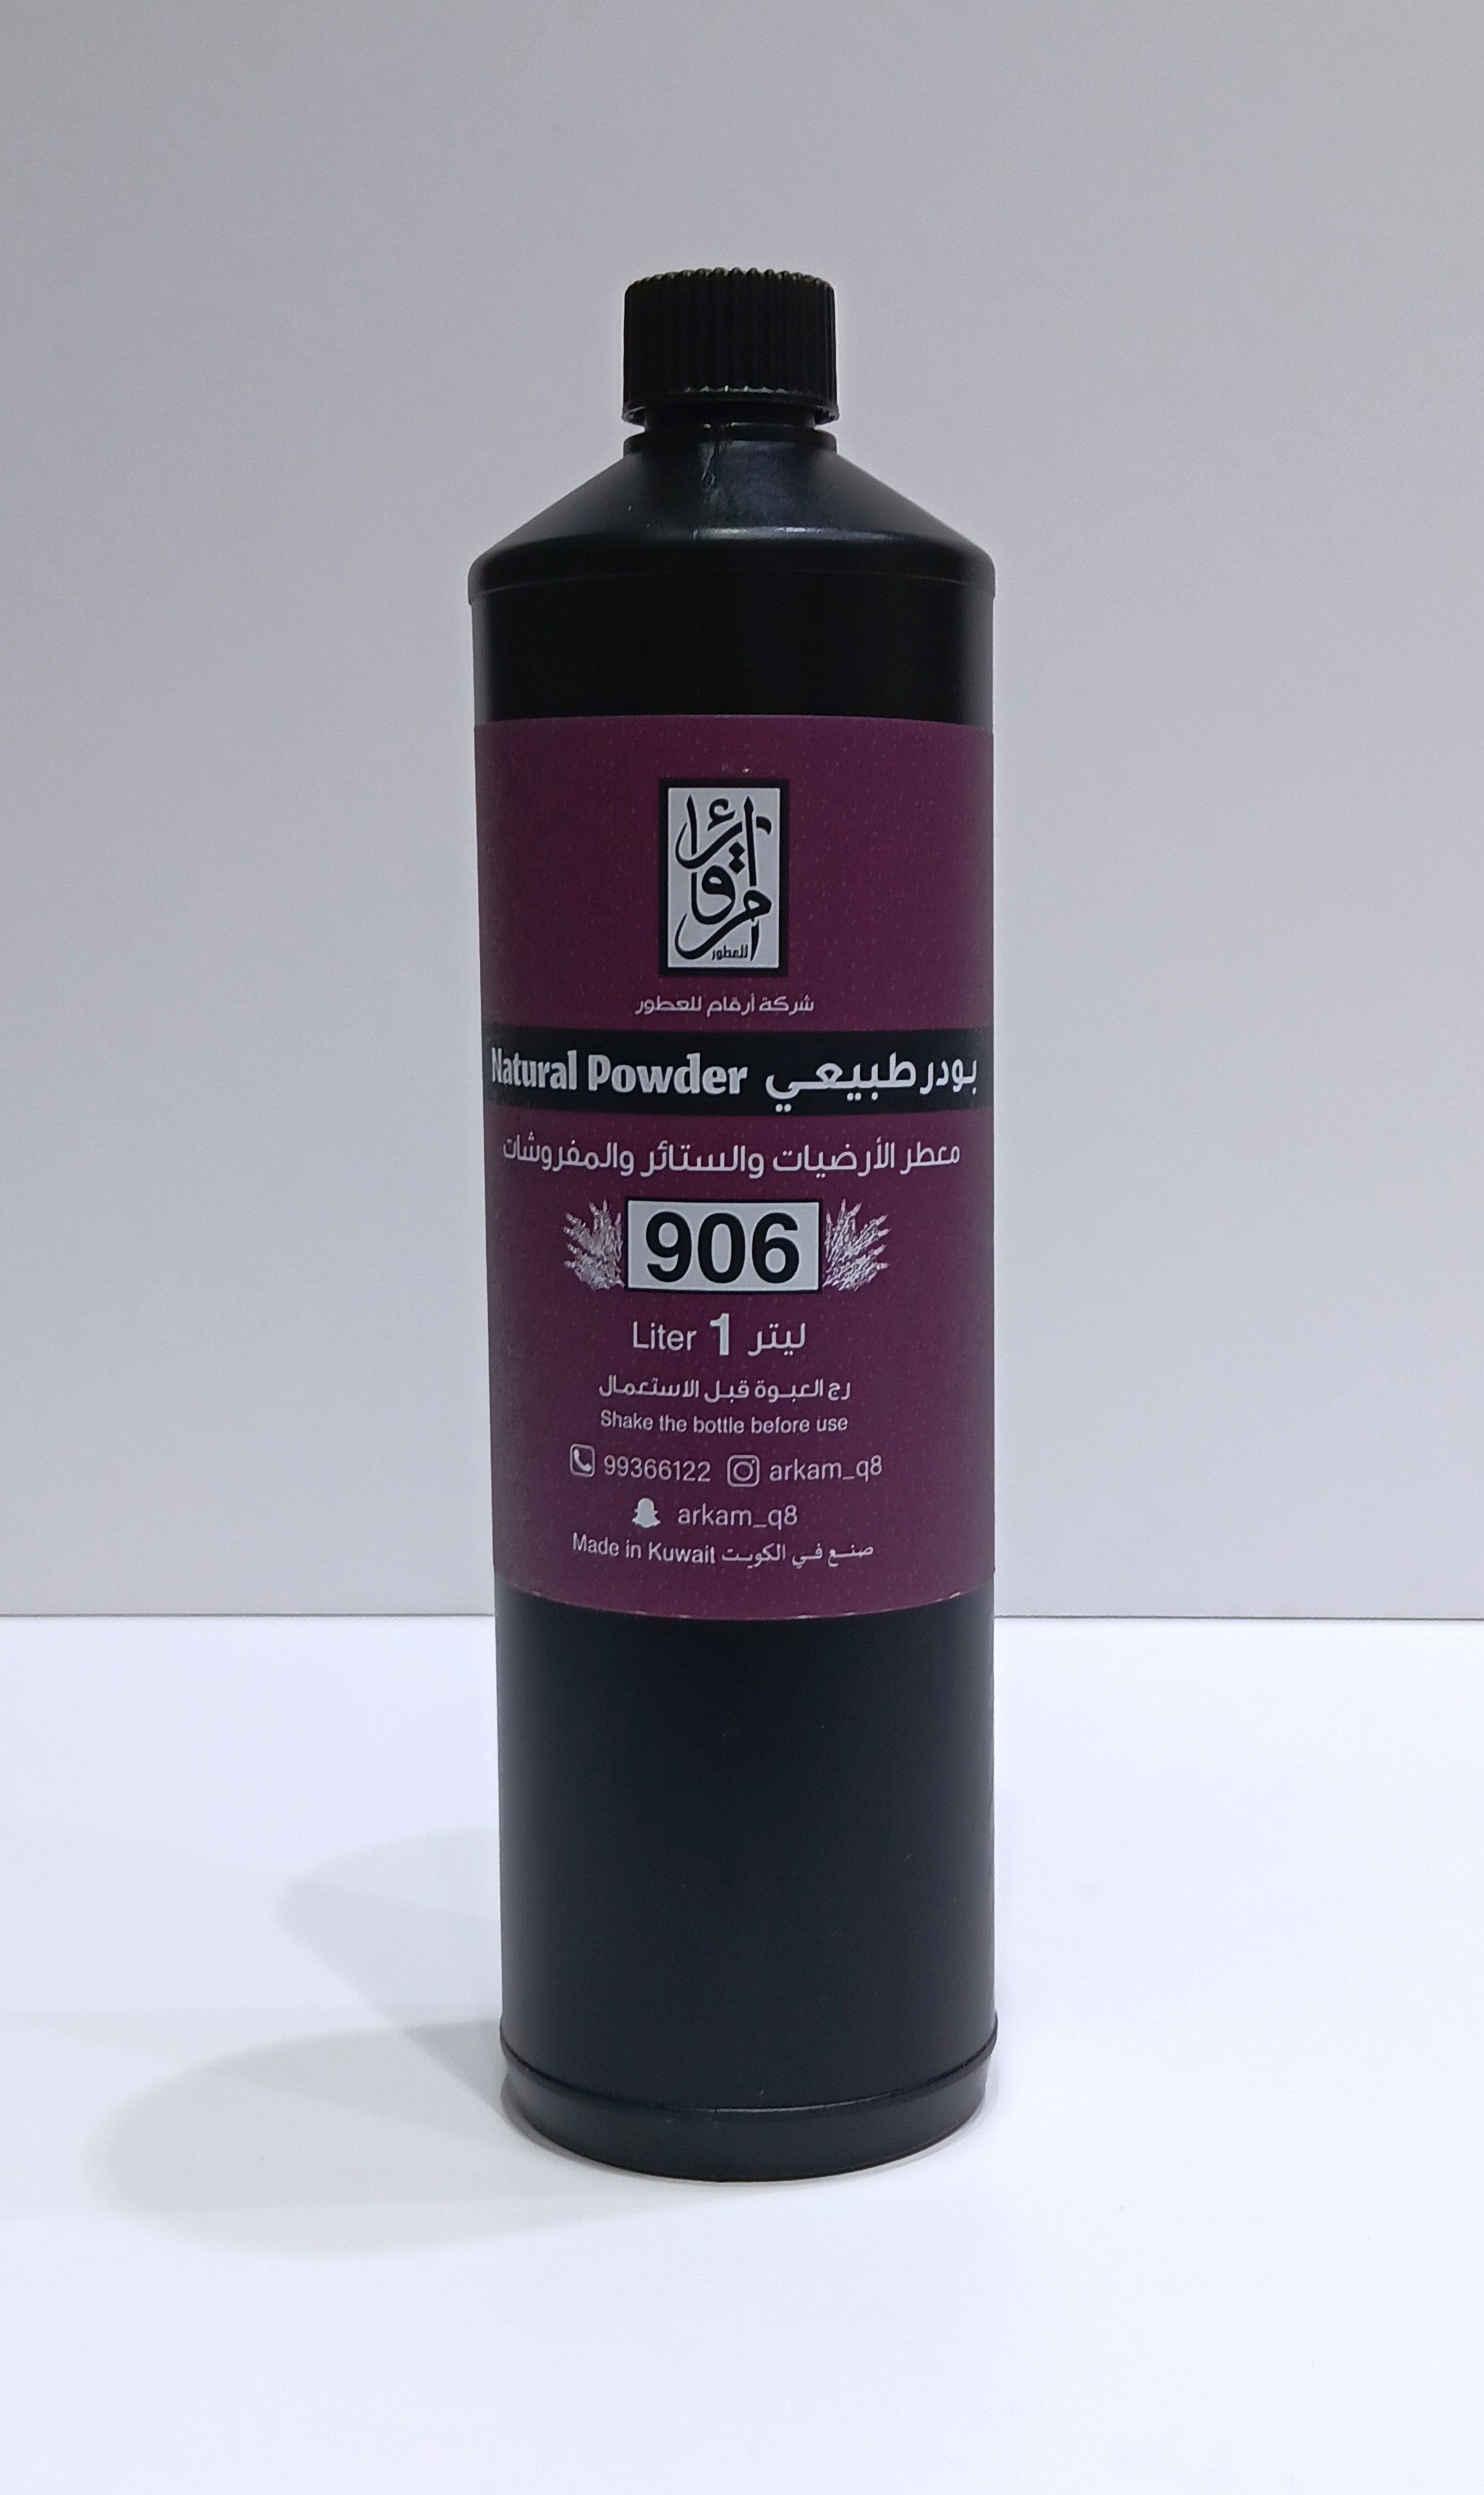 أرقام
للعطور
شركة أرقام للعطور
Natural Powder بودر طبيعي
معطر الأرضيات والستائر والمفروشات
906
Liter 1 ليتر
رج العبوة قبل الاستعمال
Shake the bottle before use
99366122 arkam_q8
arkam_q8
Made in Kuwait صنع في الكويت